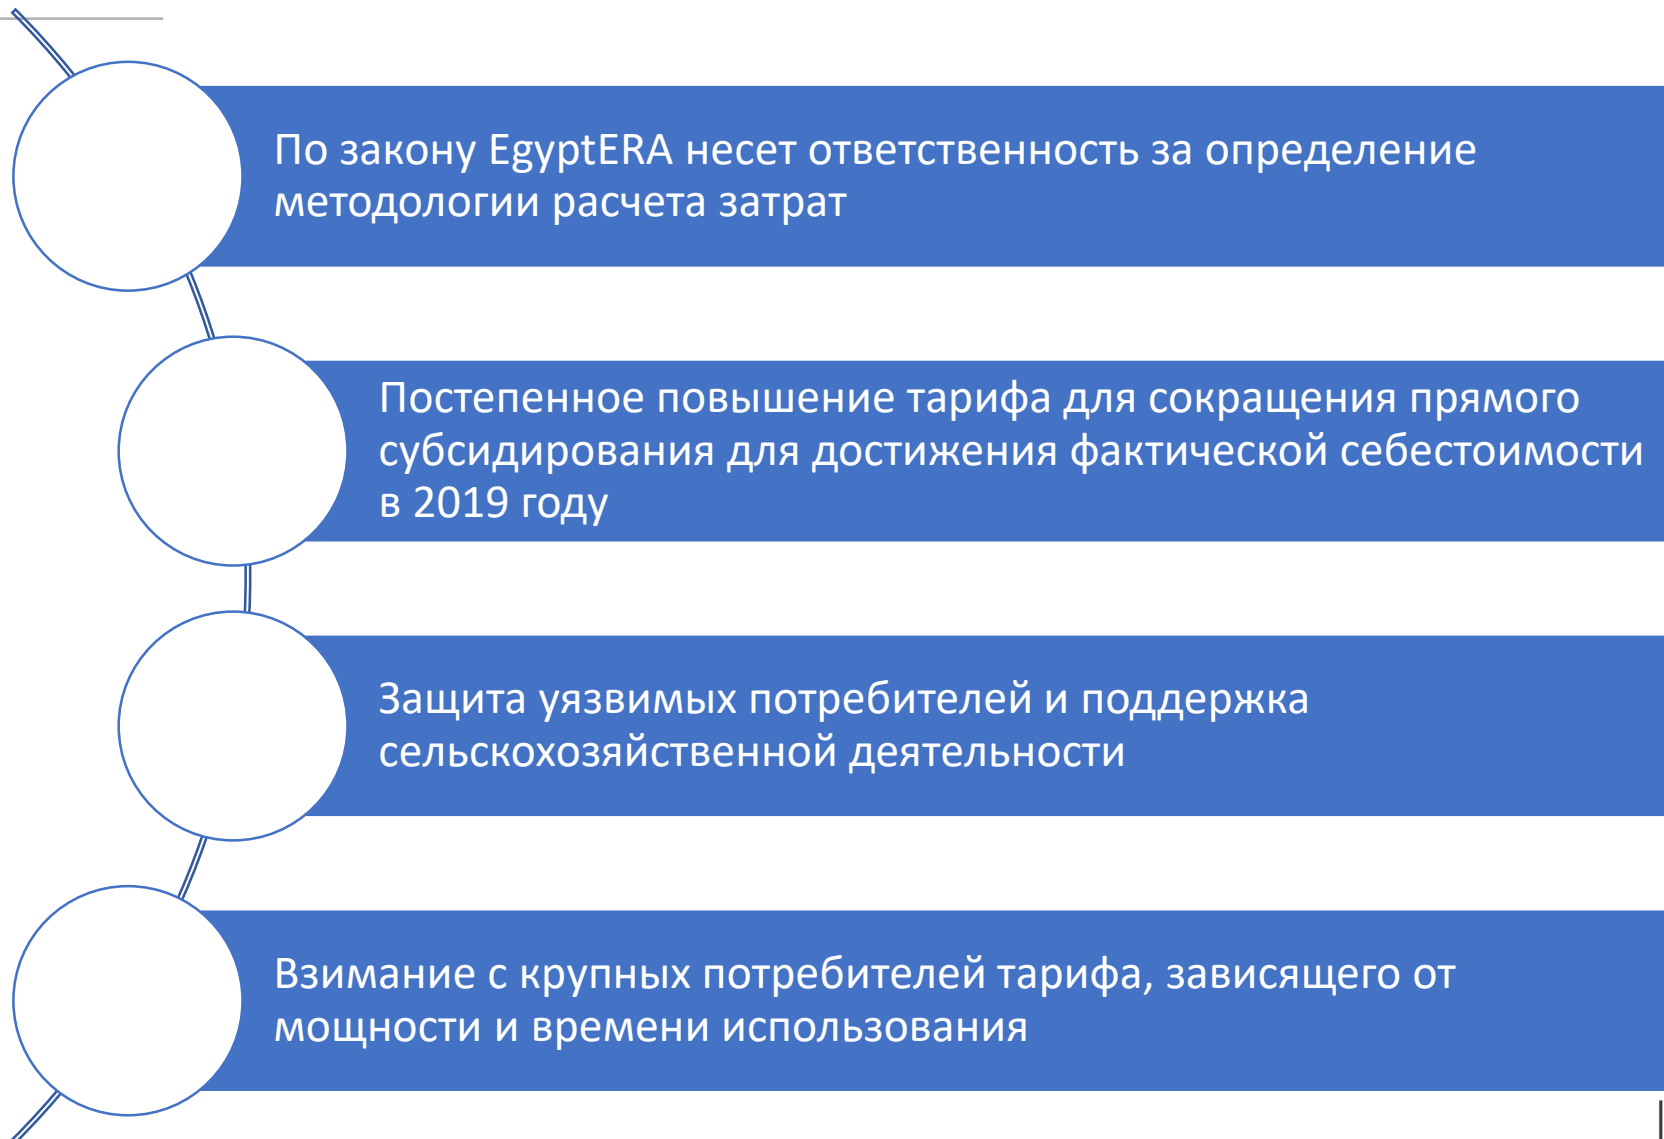 По закону EgyptERA несет ответственность за определение
методологии расчета затрат
Постепенное повышение тарифа для сокращения прямого
субсидирования для достижения фактической себестоимости
в 2019 году
Защита уязвимых потребителей и поддержка
сельскохозяйственной деятельности
Взимание с крупных потребителей тарифа, зависящего от
мощности и времени использования